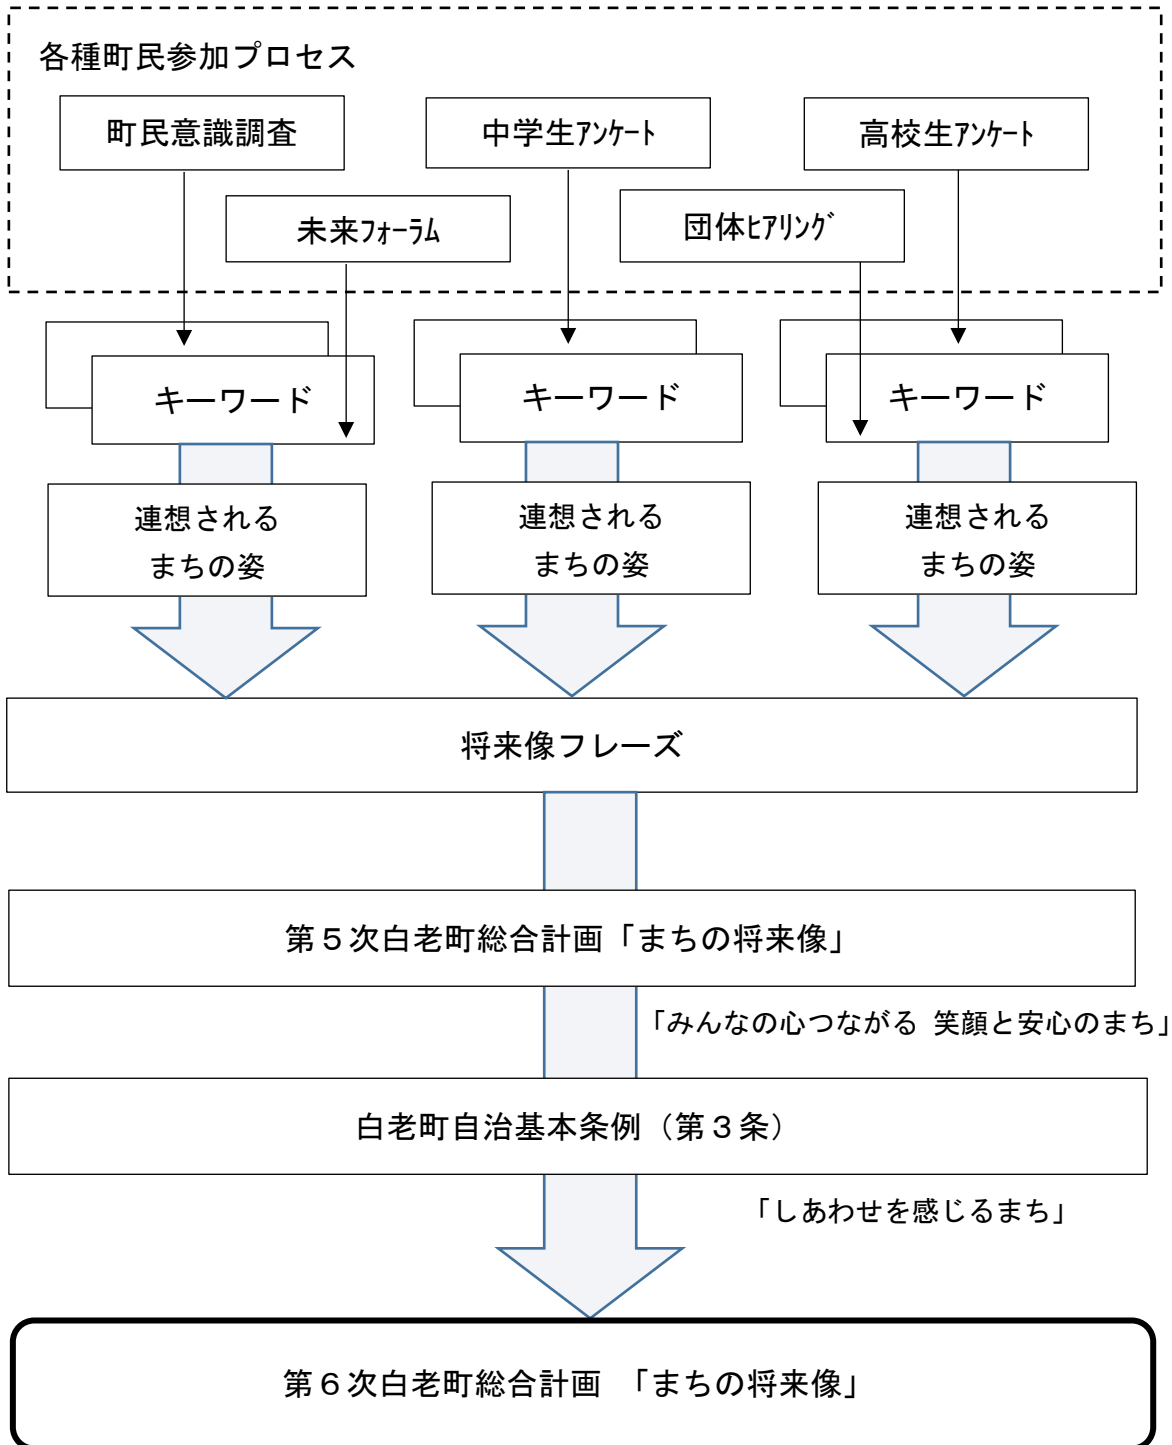 各種町民参加プロセス
町民意識調査
中学生ｱﾝｹｰﾄ
高校生ｱﾝｹｰﾄ
未来ﾌｫｰﾗﾑ
団体ﾋｱﾘﾝｸﾞ
キーワード
キーワード
キーワード
連想される
まちの姿
連想される
まちの姿
連想される
まちの姿
将来像フレーズ
第５次白老町総合計画「まちの将来像」
「みんなの心つながる 笑顔と安心のまち」
白老町自治基本条例（第３条）
「しあわせを感じるまち」
第６次白老町総合計画 「まちの将来像」